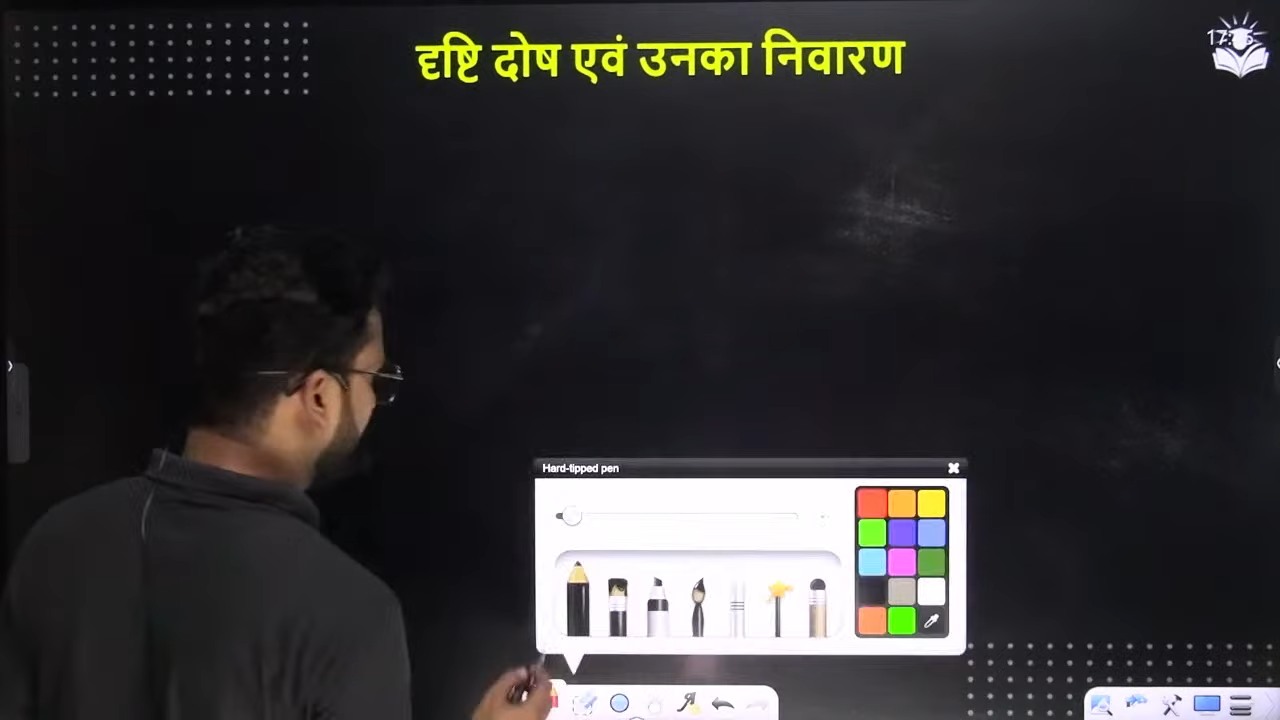 दृष्टि दोष एवं उनका निवारण
Hard-tipped pen